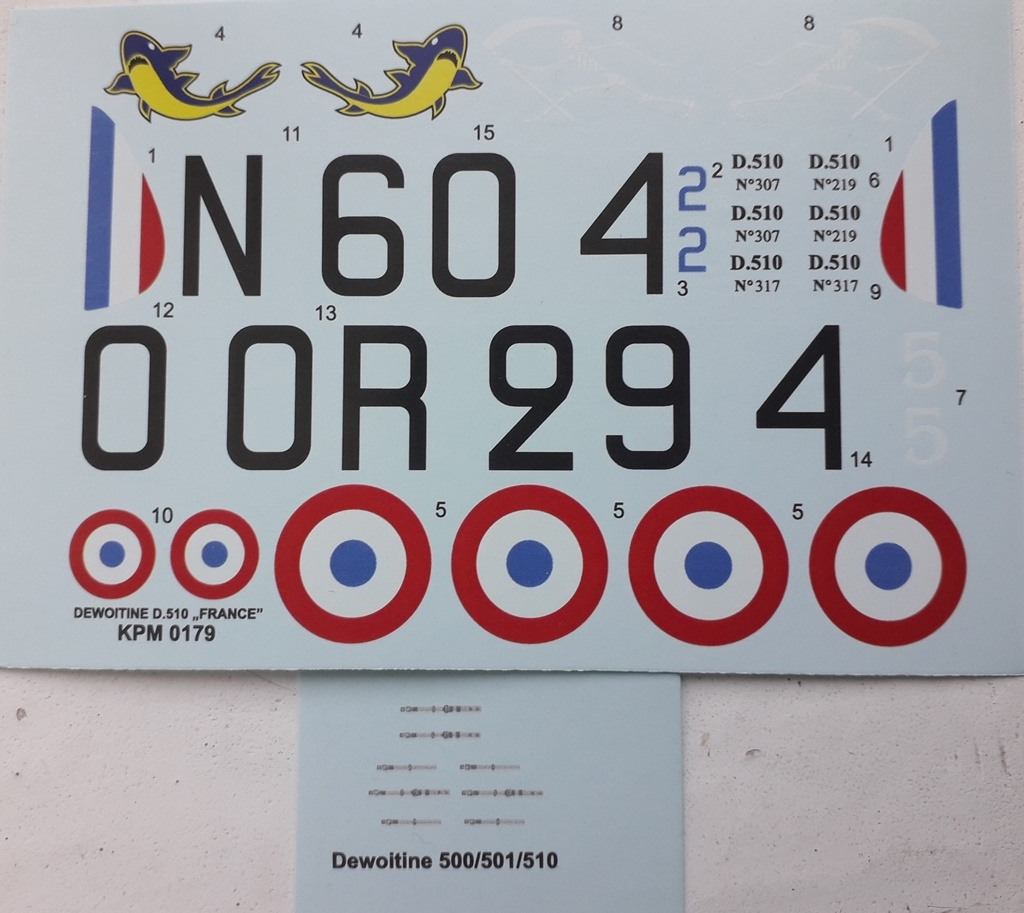 4 4 8 8
11 15
1 N 60 4 2 2 D.510 D.510 1
N°307 N°219 6
2 D.510 D.510
N°307 N°219
D.510 D.510
3 N°317 N°317 9
12 13
0 0R 29 4 5
5 7
14
10 5 5 5
DEWOITINE D.510 „FRANCE”
KPM 0179
Dewoitine 500/501/510